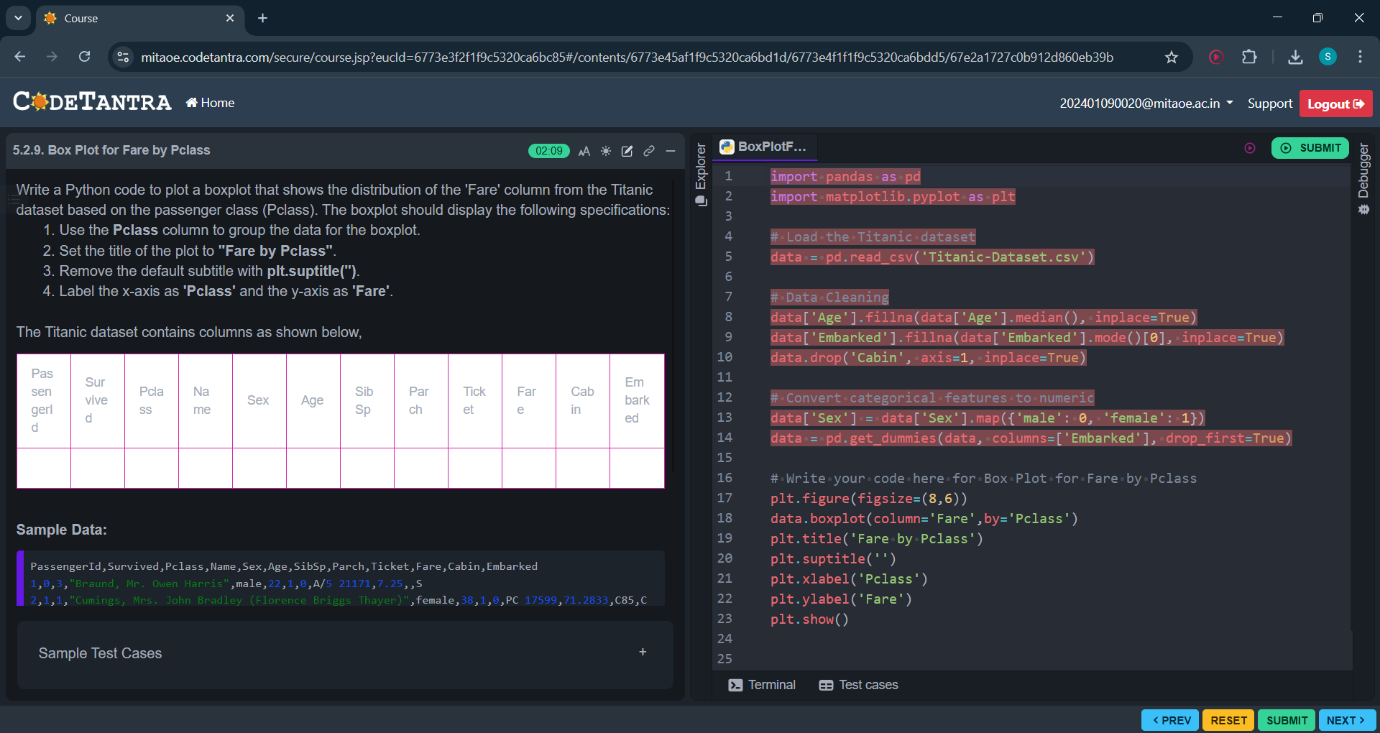 Course
mitaoe.codetantra.com/secure/course.jsp?eucId=6773e3f2f1f9c5320ca6bc85#/contents/6773e45af1f9c5320ca6bd1d/6773e4f1f1f9c5320ca6bdd5/67e2a1727c0b912d860eb39b
S
CODETANTRA
Home
202401090020@mitaoe.ac.in
Support
Logout
5.2.9. Box Plot for Fare by Pclass
02:09
AA
Write a Python code to plot a boxplot that shows the distribution of the 'Fare' column from the Titanic
dataset based on the passenger class (Pclass). The boxplot should display the following specifications:
1. Use the Pclass column to group the data for the boxplot.
2. Set the title of the plot to "Fare by Pclass".
3. Remove the default subtitle with plt.suptitle('').
4. Label the x-axis as 'Pclass' and the y-axis as 'Fare'.
The Titanic dataset contains columns as shown below,
PassengerId Survived Pclass Name Sex Age SibSp Parch Ticket Fare Cabin Embarked
Sample Data:
PassengerId,Survived,Pclass,Name,Sex,Age,SibSp,Parch,Ticket,Fare,Cabin,Embarked
1,0,3,"Braund, Mr. Owen Harris",male,22,1,0,A/5 21171,7.25,,S
2,1,1,"Cumings, Mrs. John Bradley (Florence Briggs Thayer)",female,38,1,0,PC 17599,71.2833,C85,C
Sample Test Cases
+
Explorer
BoxPlotF...
SUBMIT
Debugger
1 import pandas as pd
2 import matplotlib.pyplot as plt
3
4 # Load the Titanic dataset
5 data = pd.read_csv('Titanic-Dataset.csv')
6
7 # Data Cleaning
8 data['Age'].fillna(data['Age'].median(), inplace=True)
9 data['Embarked'].fillna(data['Embarked'].mode()[0], inplace=True)
10 data.drop('Cabin', axis=1, inplace=True)
11
12 # Convert categorical features to numeric
13 data['Sex'] = data['Sex'].map({'male': 0, 'female': 1})
14 data = pd.get_dummies(data, columns=['Embarked'], drop_first=True)
15
16 # Write your code here for Box Plot for Fare by Pclass
17 plt.figure(figsize=(8,6))
18 data.boxplot(column='Fare',by='Pclass')
19 plt.title('Fare by Pclass')
20 plt.suptitle('')
21 plt.xlabel('Pclass')
22 plt.ylabel('Fare')
23 plt.show()
24
25
Terminal
Test cases
< PREV
RESET
SUBMIT
NEXT >